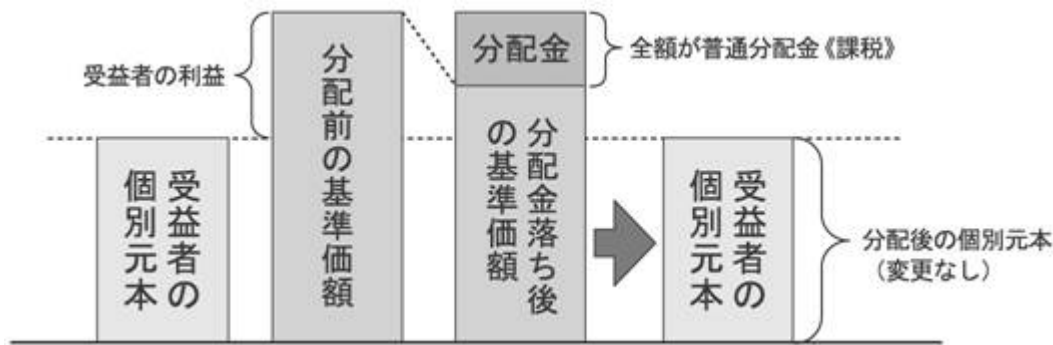 受益者の利益
受益者の
個別元本
分配前の基準価額
分配金
全額が普通分配金《課税》
分配金落ち後
の基準価額
受益者の
個別元本
分配後の個別元本
（変更なし）